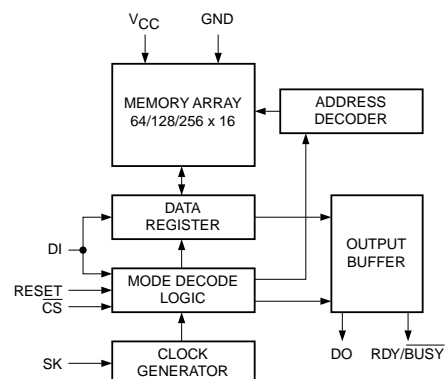 VCC GND
MEMORY ARRAY
64/128/256 x 16
ADDRESS
DECODER
DATA
REGISTER
DI
OUTPUT
BUFFER
MODE DECODE
LOGIC
RESET
CS
DO RDY/BUSY
SK
CLOCK
GENERATOR